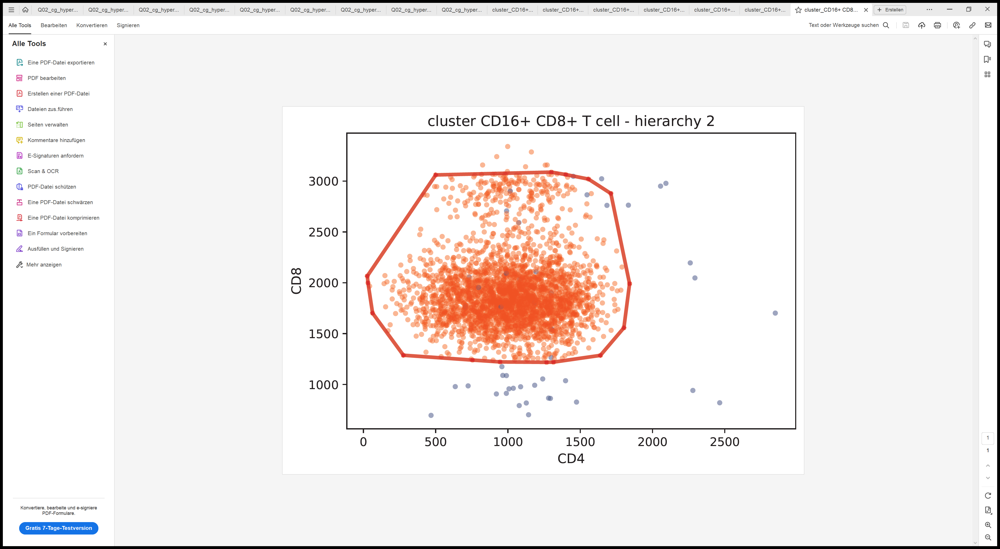 Q02_cg_hyper... Q02_cg_hyper... Q02_cg_hyper... Q02_cg_hyper... Q02_cg_hyper... Q02_cg_hyper... Q02_cg_hyper... Q02_cg_hyper... Q02_cg_hyper... cluster_CD16+... cluster_CD16+... cluster_CD16+... cluster_CD16+... cluster_CD16+... cluster_CD16+... cluster_CD16+ CD8... Erstellen
Alle Tools Bearbeiten Konvertieren Signieren Text oder Werkzeuge suchen
Alle Tools
Eine PDF-Datei exportieren
PDF bearbeiten
Erstellen einer PDF-Datei
Dateien zus.führen
Seiten verwalten
Kommentare hinzufügen
E-Signaturen anfordern
Scan & OCR
PDF-Datei schützen
Eine PDF-Datei schwärzen
Eine PDF-Datei komprimieren
Ein Formular vorbereiten
Ausfüllen und Signieren
Mehr anzeigen
Konvertiere, bearbeite und e-signiere
PDF-Formulare.
Gratis 7-Tage-Testversion
cluster CD16+ CD8+ T cell - hierarchy 2
CD8
3000
2500
2000
1500
1000
0 500 1000 1500 2000 2500
CD4
1
1